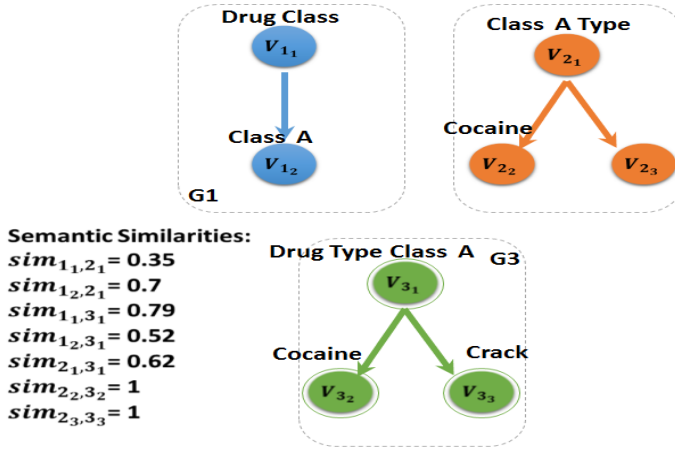 Drug Class
v₁₁
Class A
v₁₂
G1
Class A Type
v₂₁
Cocaine
v₂₂
v₂₃
Semantic Similarities:
sim₁₁,₂₁= 0.35
sim₁₂,₂₁= 0.7
sim₁₁,₃₁= 0.79
sim₁₂,₃₁= 0.52
sim₂₁,₃₁= 0.62
sim₂₂,₃₂= 1
sim₂₃,₃₃= 1
Drug Type Class A
G3
v₃₁
Cocaine
Crack
v₃₂
v₃₃